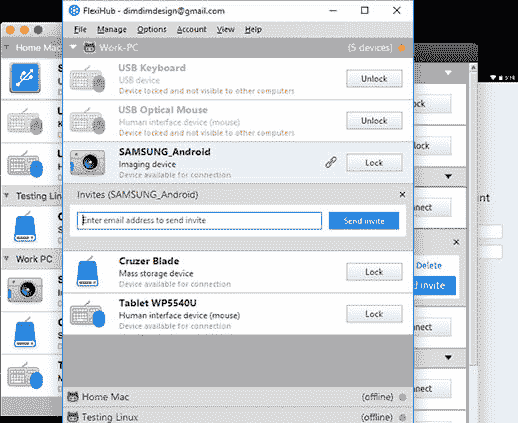 FlexiHub - dimdimdesign@gmail.com
File Manage Options Account View Help
Work-PC (5 devices)
USB Keyboard
USB device
Device locked and not visible to other computers
Unlock
USB Optical Mouse
Human interface device (mouse)
Device locked and not visible to other computers
Unlock
SAMSUNG_Android
Imaging device
Device available for connection
Lock
Invites (SAMSUNG_Android)
Enter email address to send invite
Send invite
Cruzer Blade
Mass storage device
Device available for connection
Lock
Tablet WP5540U
Human interface device (mouse)
Device available for connection
Lock
Home Mac (offline)
Testing Linux (offline)
Home Mac
Testing Lin
Work PC
Lock
ock
nnect
Delete
d invite
nnect
nnect
nt